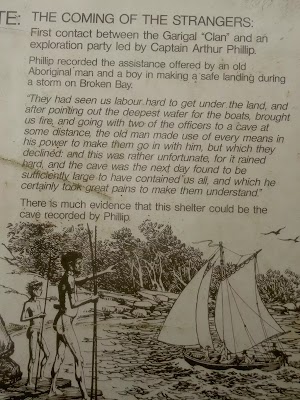 TE: THE COMING OF THE STRANGERS:
First contact between the Garigal "Clan" and an
exploration party led by Captain Arthur Phillip.
Phillip recorded the assistance offered by an old
Aboriginal man and a boy in making a safe landing during
a storm on Broken Bay.
"They had seen us labour hard to get under the land, and
after pointing out the deepest water for the boats, brought
us fire, and going with two of the officers to a cave at
some distance, the old man made use of every means in
his power to make them go in with him, but which they
declined: and this was rather unfortunate, for it rained
hard, and the cave was the next day found to be
sufficiently large to have contained us all, and which he
certainly took great pains to make them understand."
There is much evidence that this shelter could be the
cave recorded by Phillip.